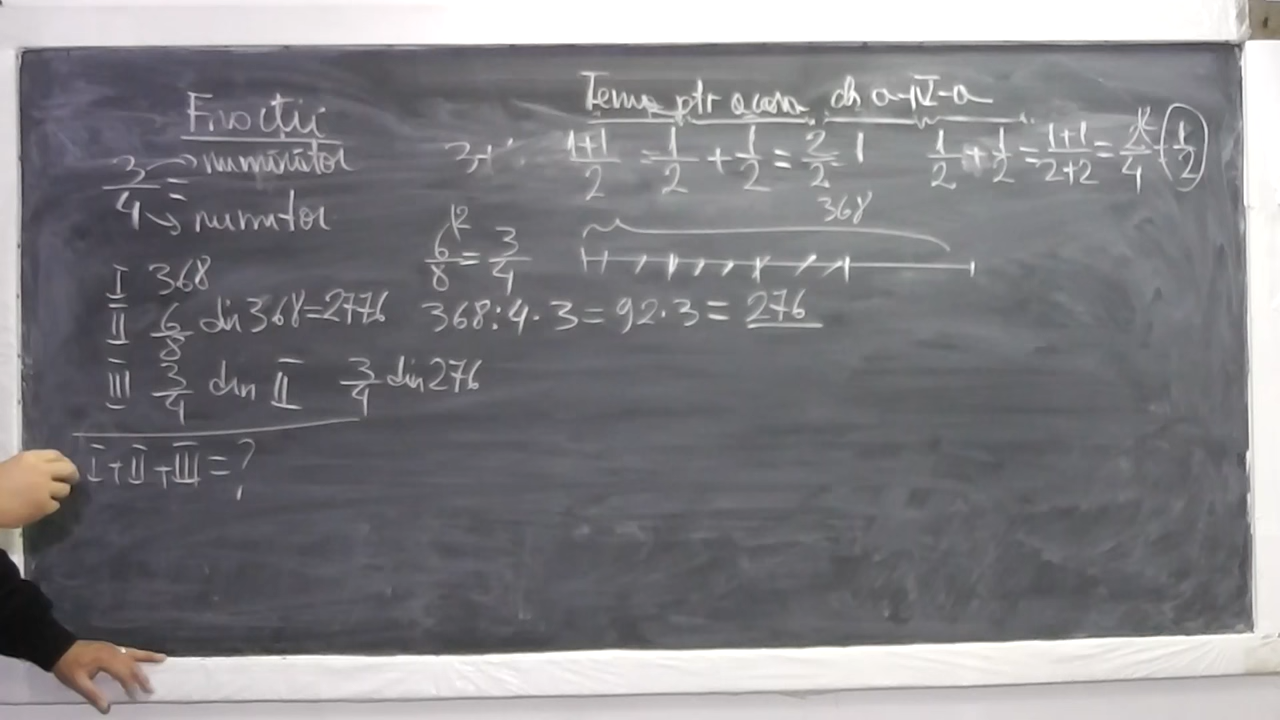 Fracții
3/4 numărător
numitor
I 368
II 6/8 din 368=2776
III 3/4 din II 3/4 din 276
I+II+III=?
Tema ptr acasa cls a-IV-a
(1+1)/2 = 1/2 + 1/2 = 2/2 1
1/2 + 1/2 = (1+1)/(2+2) = 2/4 = 1/2
368
6/8 = 3/4
368:4·3=92·3=276